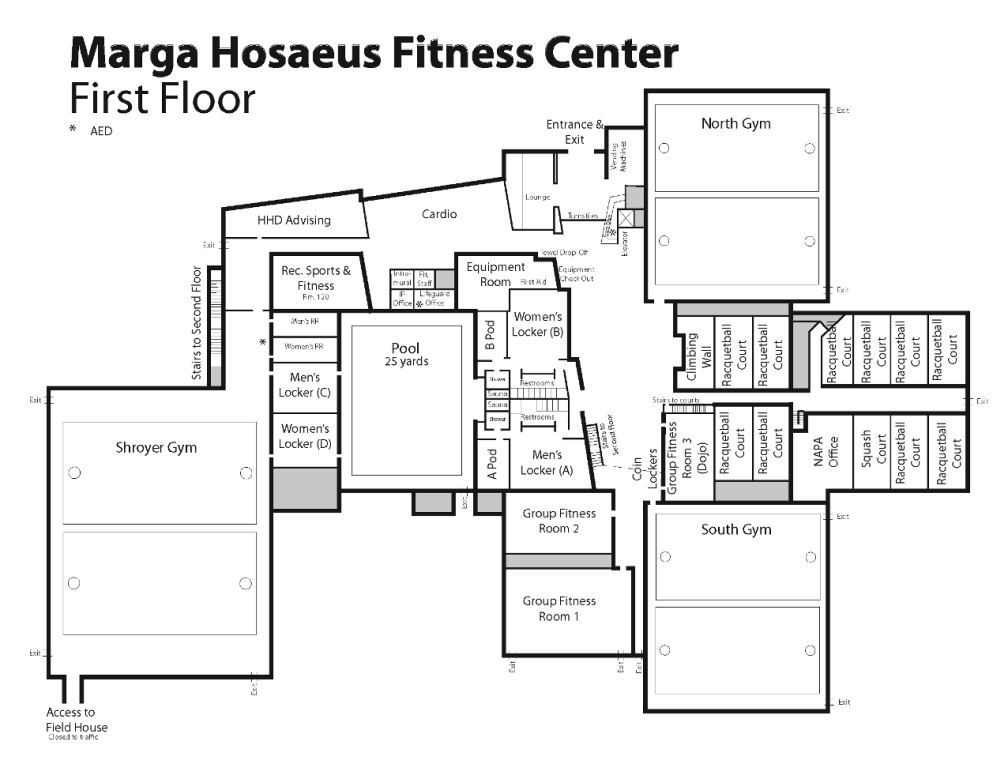 Marga Hosaeus Fitness Center
First Floor
* AED
Entrance &
Exit
Vending
Machines
North Gym
Exit
Exit
Lounge
Turnstiles
*
Elevator
HHD Advising
Cardio
Exit
Stairs to Second Floor
Rec. Sports &
Fitness
Rm. 120
Intra-
mural
Fit.
Staff
IF
Office
Lifeguard
* Office
Equipment
Room
First Aid
Towel Drop-Off
Equipment
Check Out
Men's RR
*
Women's RR
Men's
Locker (C)
Women's
Locker (D)
Pool
25 yards
B Pod
Women's
Locker (B)
Shower
Restrooms
Sauna
Sauna
Shower
Restrooms
A Pod
Men's
Locker (A)
Stairs to
Second Floor
Climbing
Wall
Racquetball
Court
Racquetball
Court
Racquetball
Court
Racquetball
Court
Racquetball
Court
Racquetball
Court
Stairs to courts
Exit
Coin
Lockers
Group Fitness
Room 3
(Dojo)
Racquetball
Court
Racquetball
Court
NAPA
Office
Squash
Court
Racquetball
Court
Racquetball
Court
Exit
Shroyer Gym
Exit
Exit
Access to
Field House
Closed to traffic
Exit
Group Fitness
Room 2
Group Fitness
Room 1
Exit
Exit
Exit
South Gym
Exit
Exit